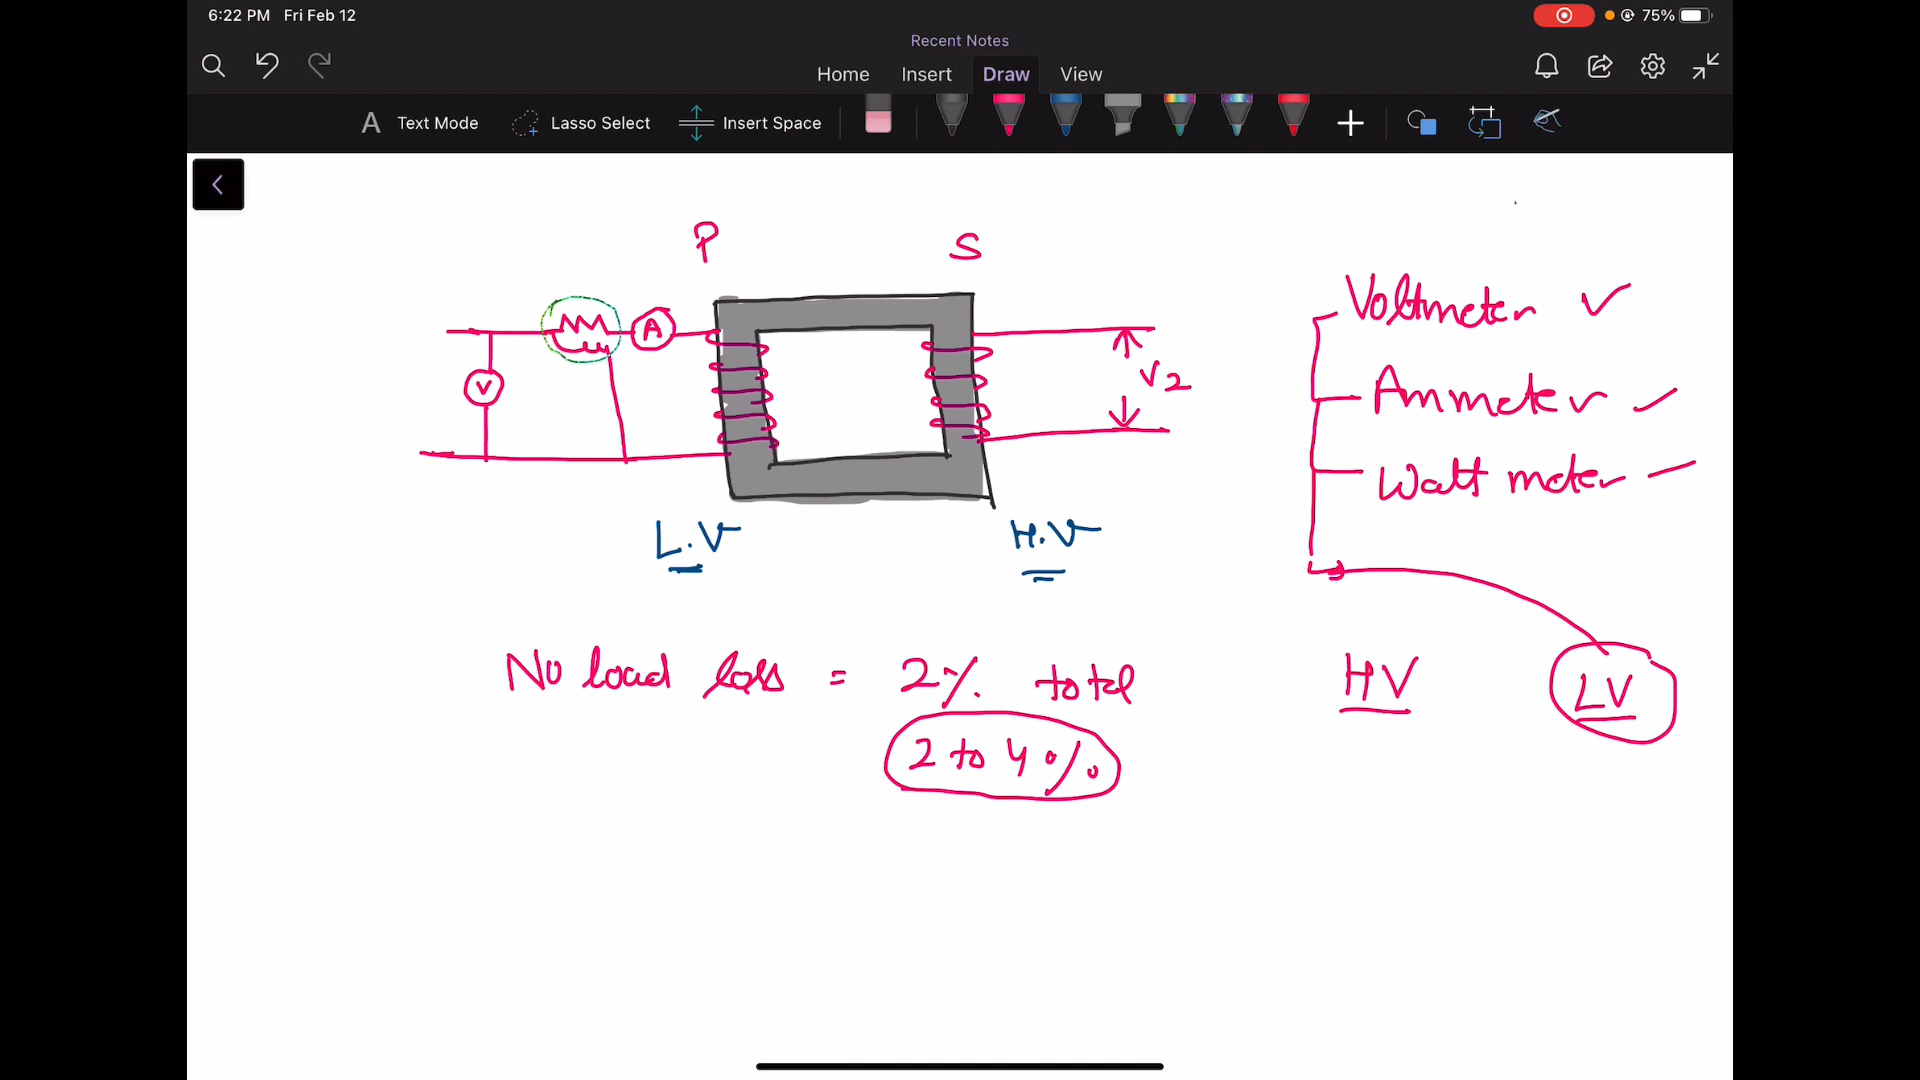 6:22 PM Fri Feb 12
75%
Recent Notes
Home Insert Draw View
A Text Mode Lasso Select Insert Space
P S
A
V
V2
L.V H.V
Voltmeter ✓
Ammeter
Watt meter
No load loss = 2% total
2 to 4 %
HV LV